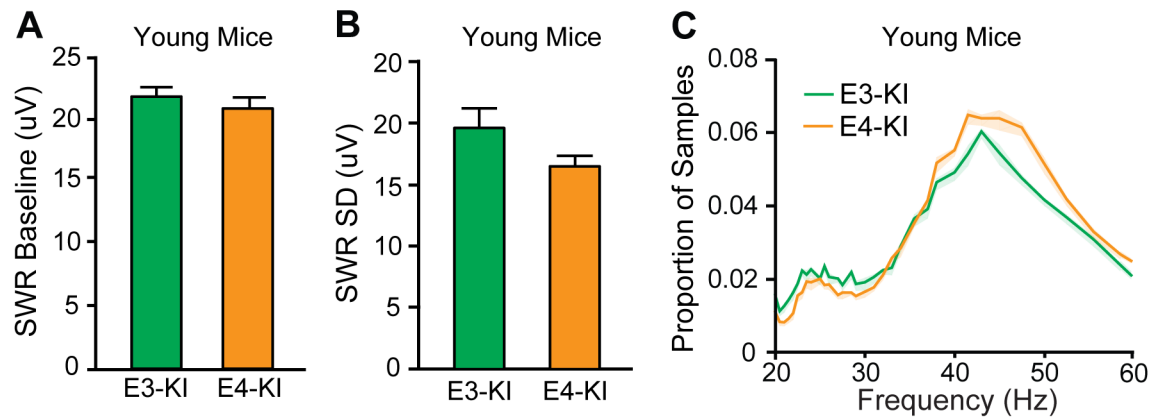 A
Young Mice
SWR Baseline (uV)
25
20
15
22
10
5
0
E3-KI
E4-KI
B
Young Mice
SWR SD (uV)
20
20
15
10
5
0
E3-KI
E4-KI
C
Young Mice
Proportion of Samples
0.08
0.06
0.04
0.02
0
E3-KI
E4-KI
20
30
40
50
60
Frequency (Hz)